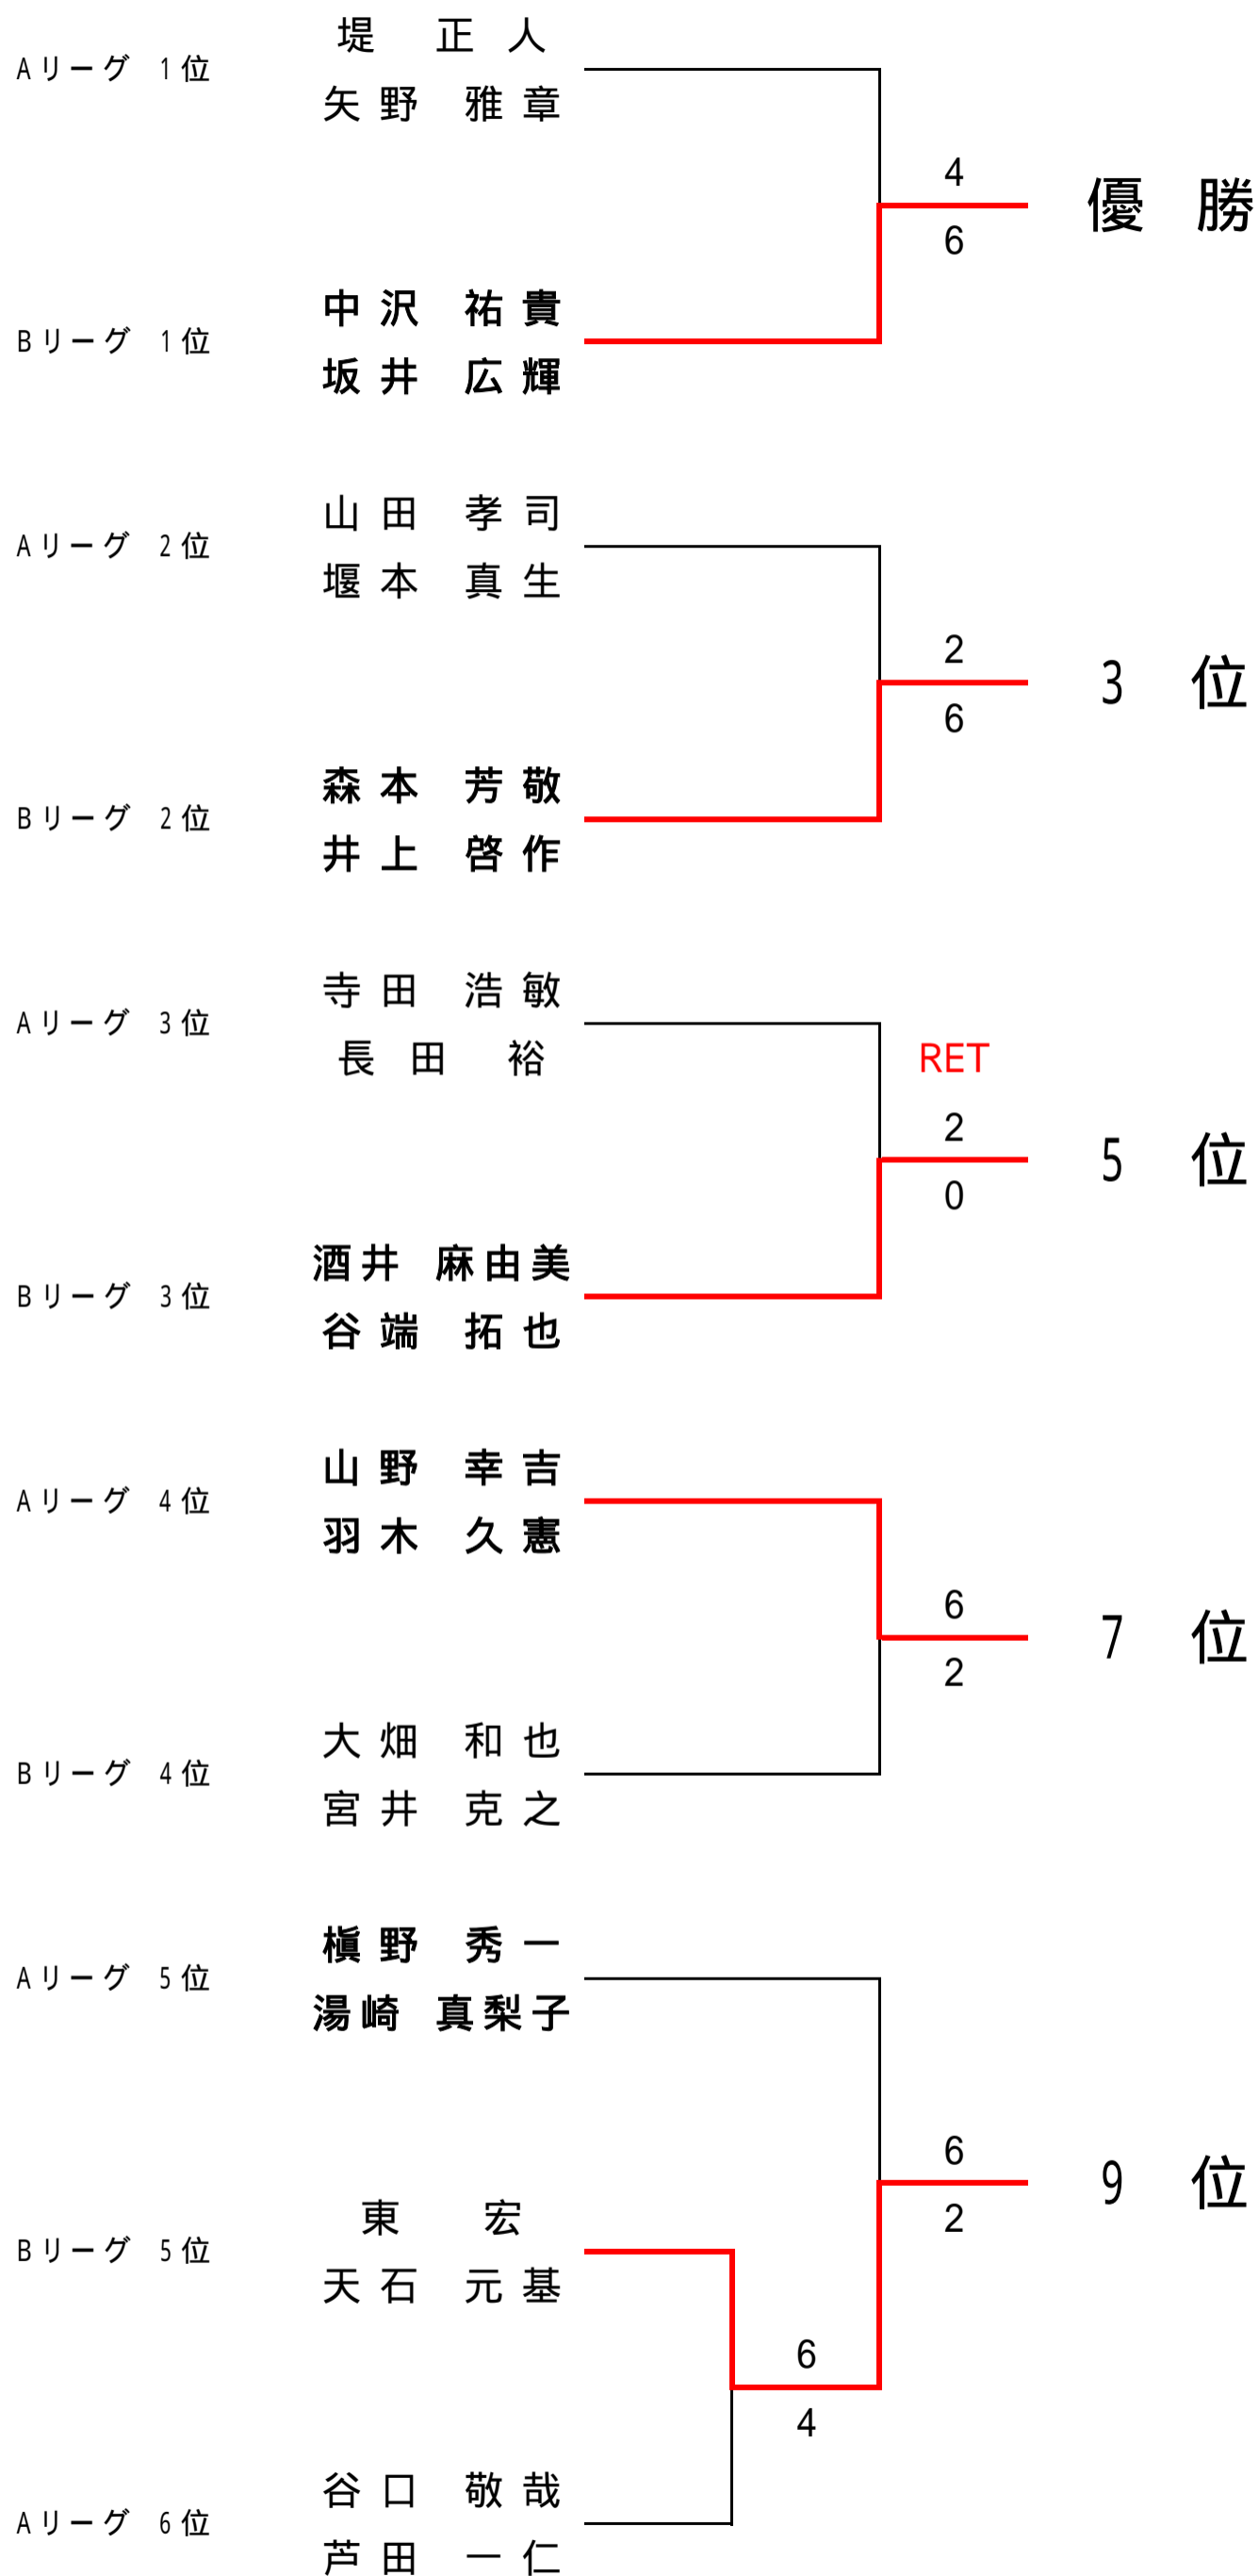 堤 正人
Aリーグ 1位
矢野 雅章
4
優 勝
6
中沢 祐貴
Bリーグ 1位
坂井 広輝
山田 孝司
Aリーグ 2位
堰本 真生
2
3 位
6
森本 芳敬
Bリーグ 2位
井上 啓作
寺田 浩敏
Aリーグ 3位
長田 裕
RET
2
5 位
0
酒井 麻由美
Bリーグ 3位
谷端 拓也
山野 幸吉
Aリーグ 4位
羽木 久憲
6
7 位
2
大畑 和也
Bリーグ 4位
宮井 克之
槇野 秀一
Aリーグ 5位
湯崎 真梨子
6
9 位
2
東 宏
Bリーグ 5位
天石 元基
6
4
谷口 敬哉
Aリーグ 6位
芦田 一仁